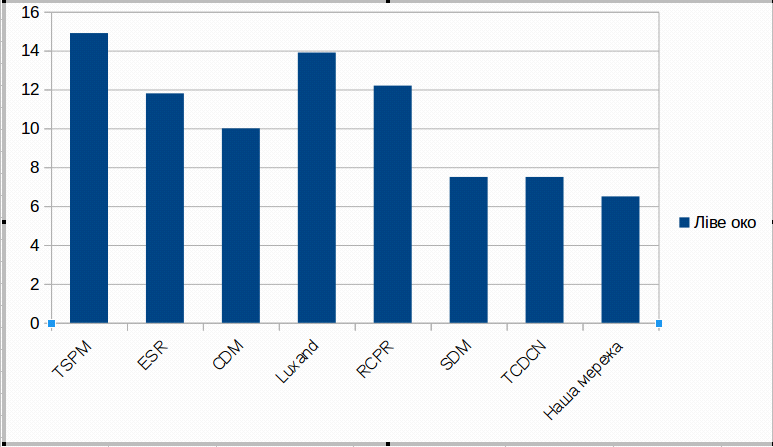 16
14
12
10
8
6
4
2
0
TSPM
ESR
CDM
Luxand
RCPR
SDM
TCDCN
Наша мережа
Ліве око